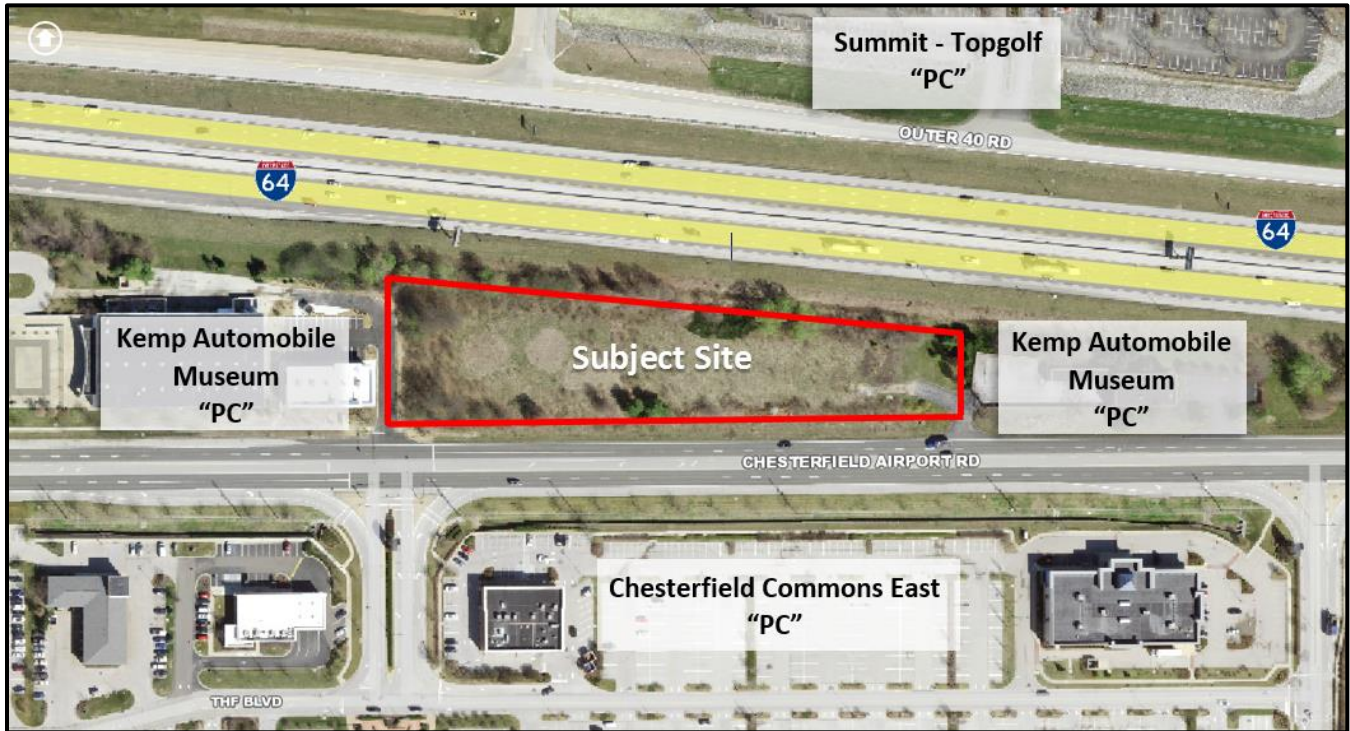 Summit - Topgolf
“PC”
OUTER 40 RD
64
64
Kemp Automobile
Museum
“PC”
Subject Site
Kemp Automobile
Museum
“PC”
CHESTERFIELD AIRPORT RD
Chesterfield Commons East
“PC”
THF BLVD